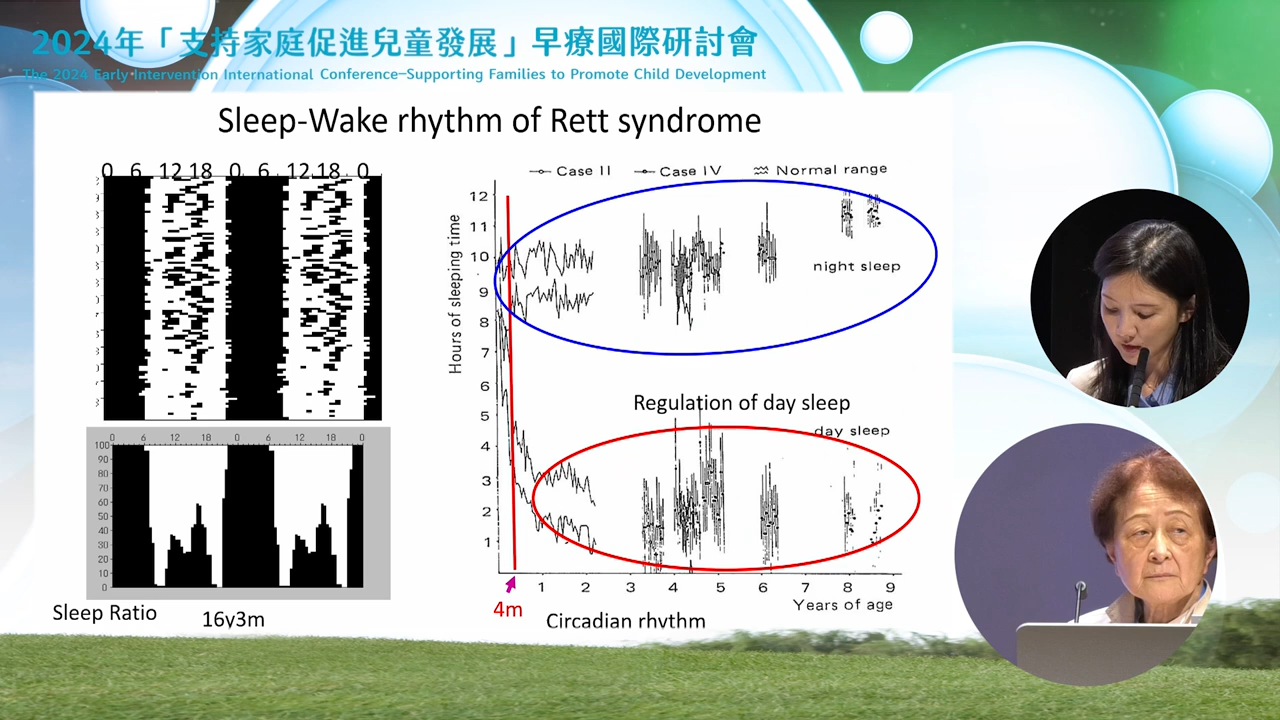 2024年「支持家庭促進兒童發展」早療國際研討會
The 2024 Early Intervention International Conference–Supporting Families to Promote Child Development
Sleep-Wake rhythm of Rett syndrome
0 6 12 18 0 6 12 18 0
0 6 12 18 0 6 12 18 0
100
90
80
70
60
50
40
30
20
10
0
Sleep Ratio
16y3m
Case II Case IV Normal range
Hours of sleeping time
12
11
10
9
8
7
6
5
4
3
2
1
night sleep
Regulation of day sleep
day sleep
1 2 3 4 5 6 7 8 9
Years of age
4m
Circadian rhythm